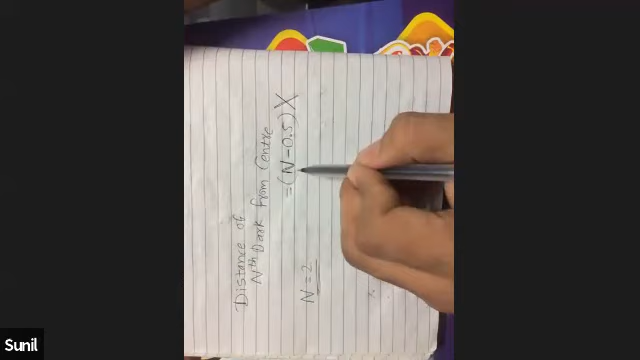 Distance of
Nth Dark from Centre
= (N - 0.5) X
N = 2
Sunil